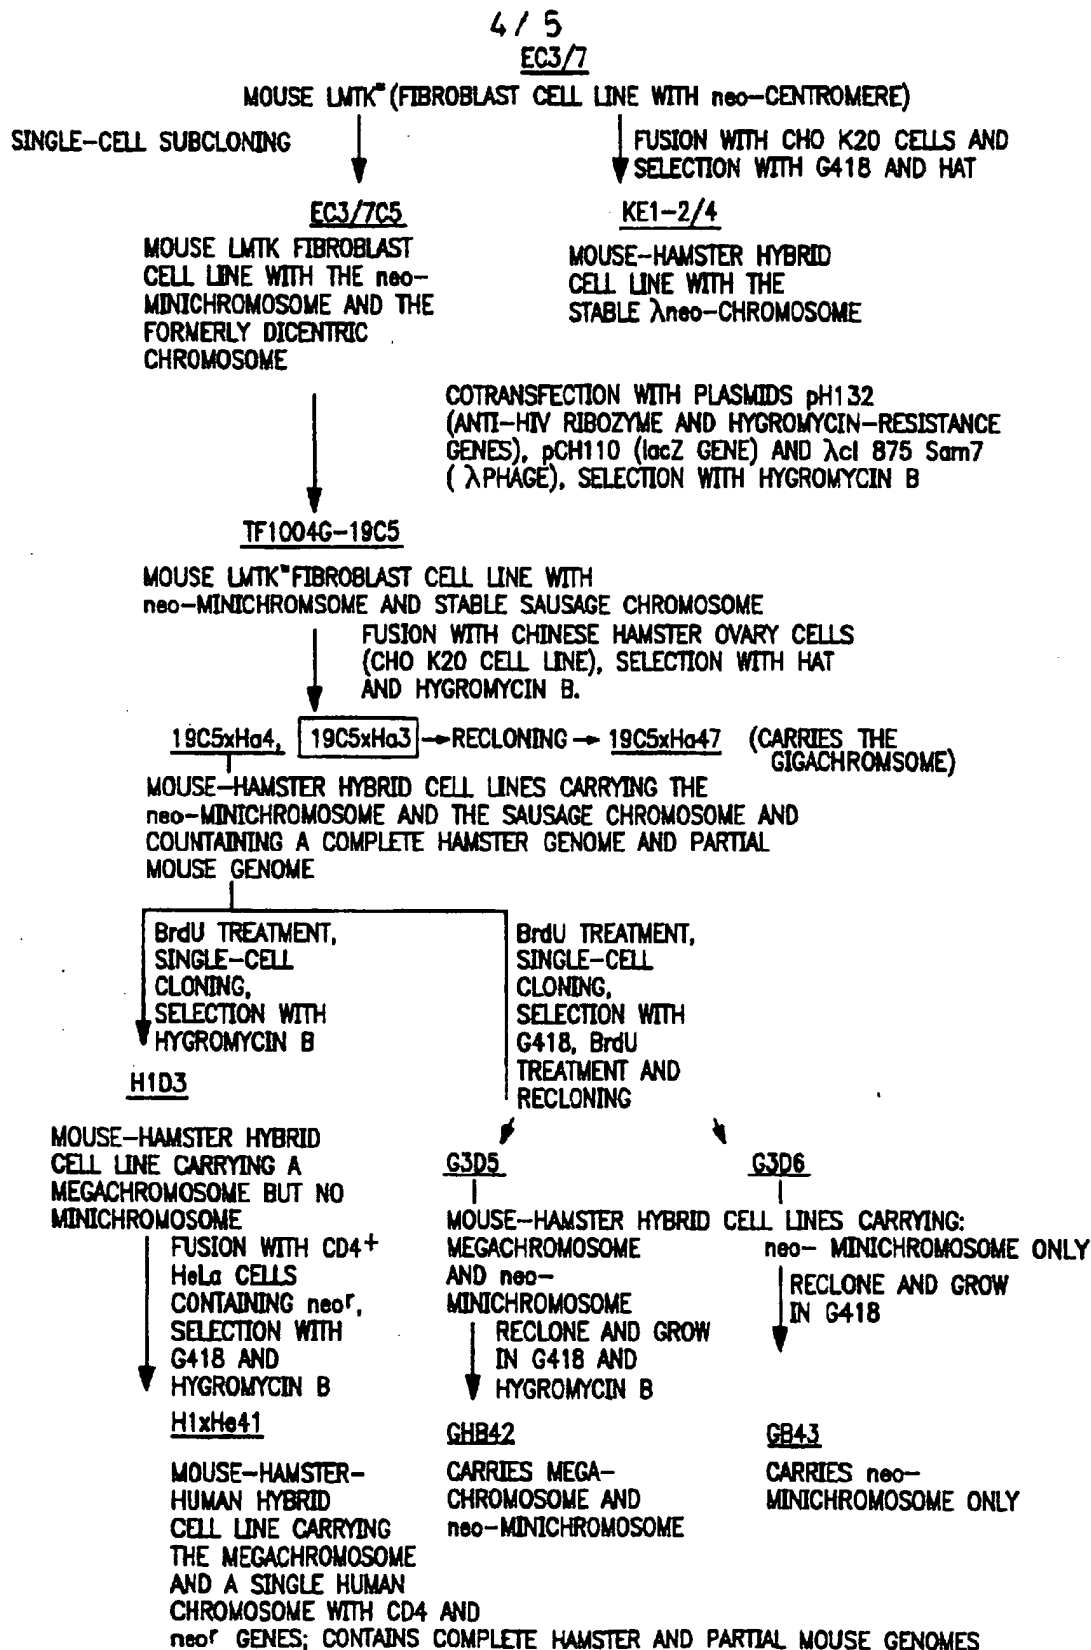 4 / 5
EC3/7
MOUSE LMTK⁻ (FIBROBLAST CELL LINE WITH neo-CENTROMERE)
SINGLE-CELL SUBCLONING
FUSION WITH CHO K20 CELLS AND
SELECTION WITH G418 AND HAT
EC3/7C5
MOUSE LMTK FIBROBLAST
CELL LINE WITH THE neo-
MINICHROMOSOME AND THE
FORMERLY DICENTRIC
CHROMOSOME
KE1-2/4
MOUSE-HAMSTER HYBRID
CELL LINE WITH THE
STABLE λneo-CHROMOSOME
COTRANSFECTION WITH PLASMIDS pH132
(ANTI-HIV RIBOZYME AND HYGROMYCIN-RESISTANCE
GENES), pCH110 (lacZ GENE) AND λcl 875 Sam7
( λPHAGE), SELECTION WITH HYGROMYCIN B
TF1004G-19C5
MOUSE LMTK⁻FIBROBLAST CELL LINE WITH
neo-MINICHROMSOME AND STABLE SAUSAGE CHROMOSOME
FUSION WITH CHINESE HAMSTER OVARY CELLS
(CHO K20 CELL LINE), SELECTION WITH HAT
AND HYGROMYCIN B.
19C5xHa4, 19C5xHa3 → RECLONING → 19C5xHa47 (CARRIES THE
GIGACHROMSOME)
MOUSE-HAMSTER HYBRID CELL LINES CARRYING THE
neo-MINICHROMOSOME AND THE SAUSAGE CHROMOSOME AND
COUNTAINING A COMPLETE HAMSTER GENOME AND PARTIAL
MOUSE GENOME
BrdU TREATMENT,
SINGLE-CELL
CLONING,
SELECTION WITH
HYGROMYCIN B
BrdU TREATMENT,
SINGLE-CELL
CLONING,
SELECTION WITH
G418, BrdU
TREATMENT AND
RECLONING
H1D3
MOUSE-HAMSTER HYBRID
CELL LINE CARRYING A
MEGACHROMOSOME BUT NO
MINICHROMOSOME
G3D5
G3D6
MOUSE-HAMSTER HYBRID CELL LINES CARRYING:
MEGACHROMOSOME
AND neo-
MINICHROMOSOME
neo- MINICHROMOSOME ONLY
FUSION WITH CD4+
HeLa CELLS
CONTAINING neoʳ,
SELECTION WITH
G418 AND
HYGROMYCIN B
RECLONE AND GROW
IN G418 AND
HYGROMYCIN B
RECLONE AND GROW
IN G418
H1xHe41
MOUSE-HAMSTER-
HUMAN HYBRID
CELL LINE CARRYING
THE MEGACHROMOSOME
AND A SINGLE HUMAN
CHROMOSOME WITH CD4 AND
neoʳ GENES; CONTAINS COMPLETE HAMSTER AND PARTIAL MOUSE GENOMES
GHB42
CARRIES MEGA-
CHROMOSOME AND
neo-MINICHROMOSOME
GB43
CARRIES neo-
MINICHROMOSOME ONLY